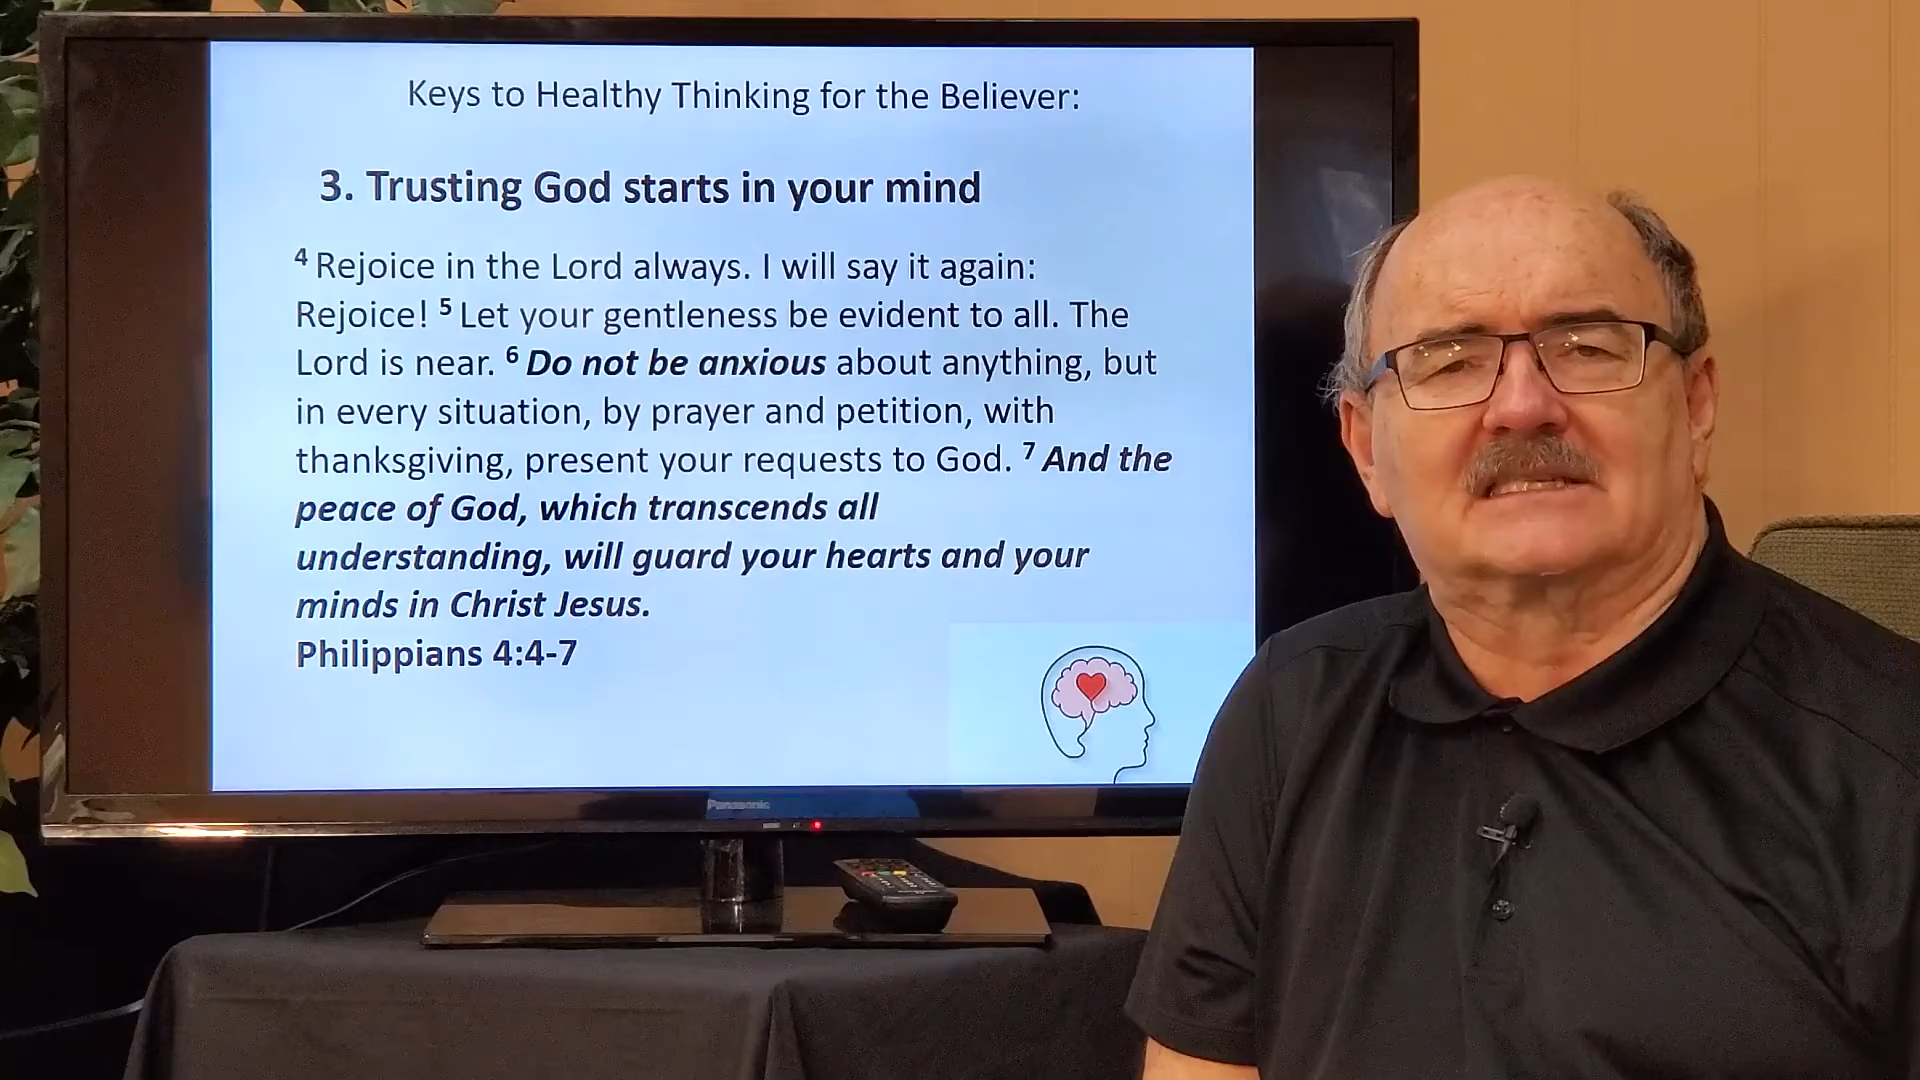 Keys to Healthy Thinking for the Believer:
3. Trusting God starts in your mind
4 Rejoice in the Lord always. I will say it again:
Rejoice! 5 Let your gentleness be evident to all. The
Lord is near. 6 Do not be anxious about anything, but
in every situation, by prayer and petition, with
thanksgiving, present your requests to God. 7 And the
peace of God, which transcends all
understanding, will guard your hearts and your
minds in Christ Jesus.
Philippians 4:4-7
Panasonic